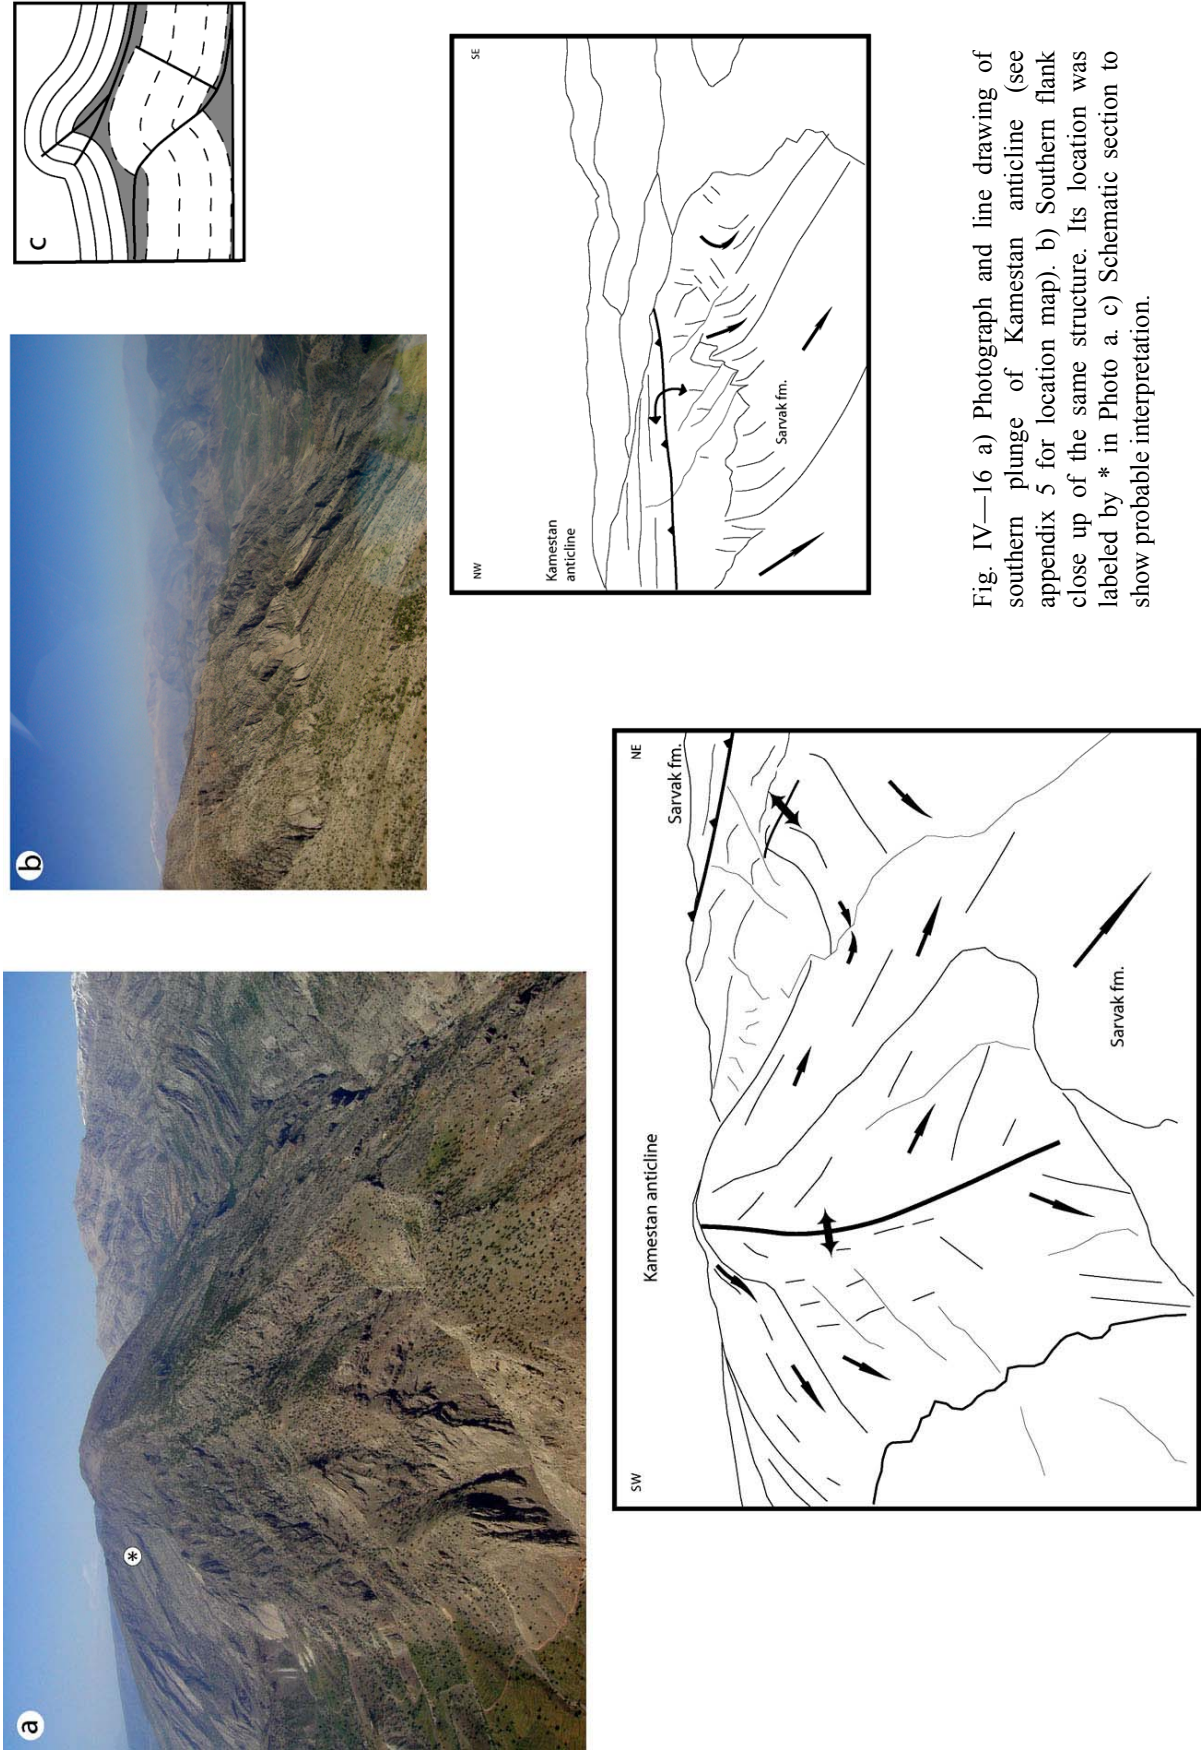 a
*
b
c
SW
Kamestan anticline
NE
Sarvak fm.
Sarvak fm.
NW
SE
Kamestan
anticline
Sarvak fm.
Fig. IV—16 a) Photograph and line drawing of
southern plunge of Kamestan anticline (see
appendix 5 for location map). b) Southern flank
close up of the same structure. Its location was
labeled by * in Photo a. c) Schematic section to
show probable interpretation.